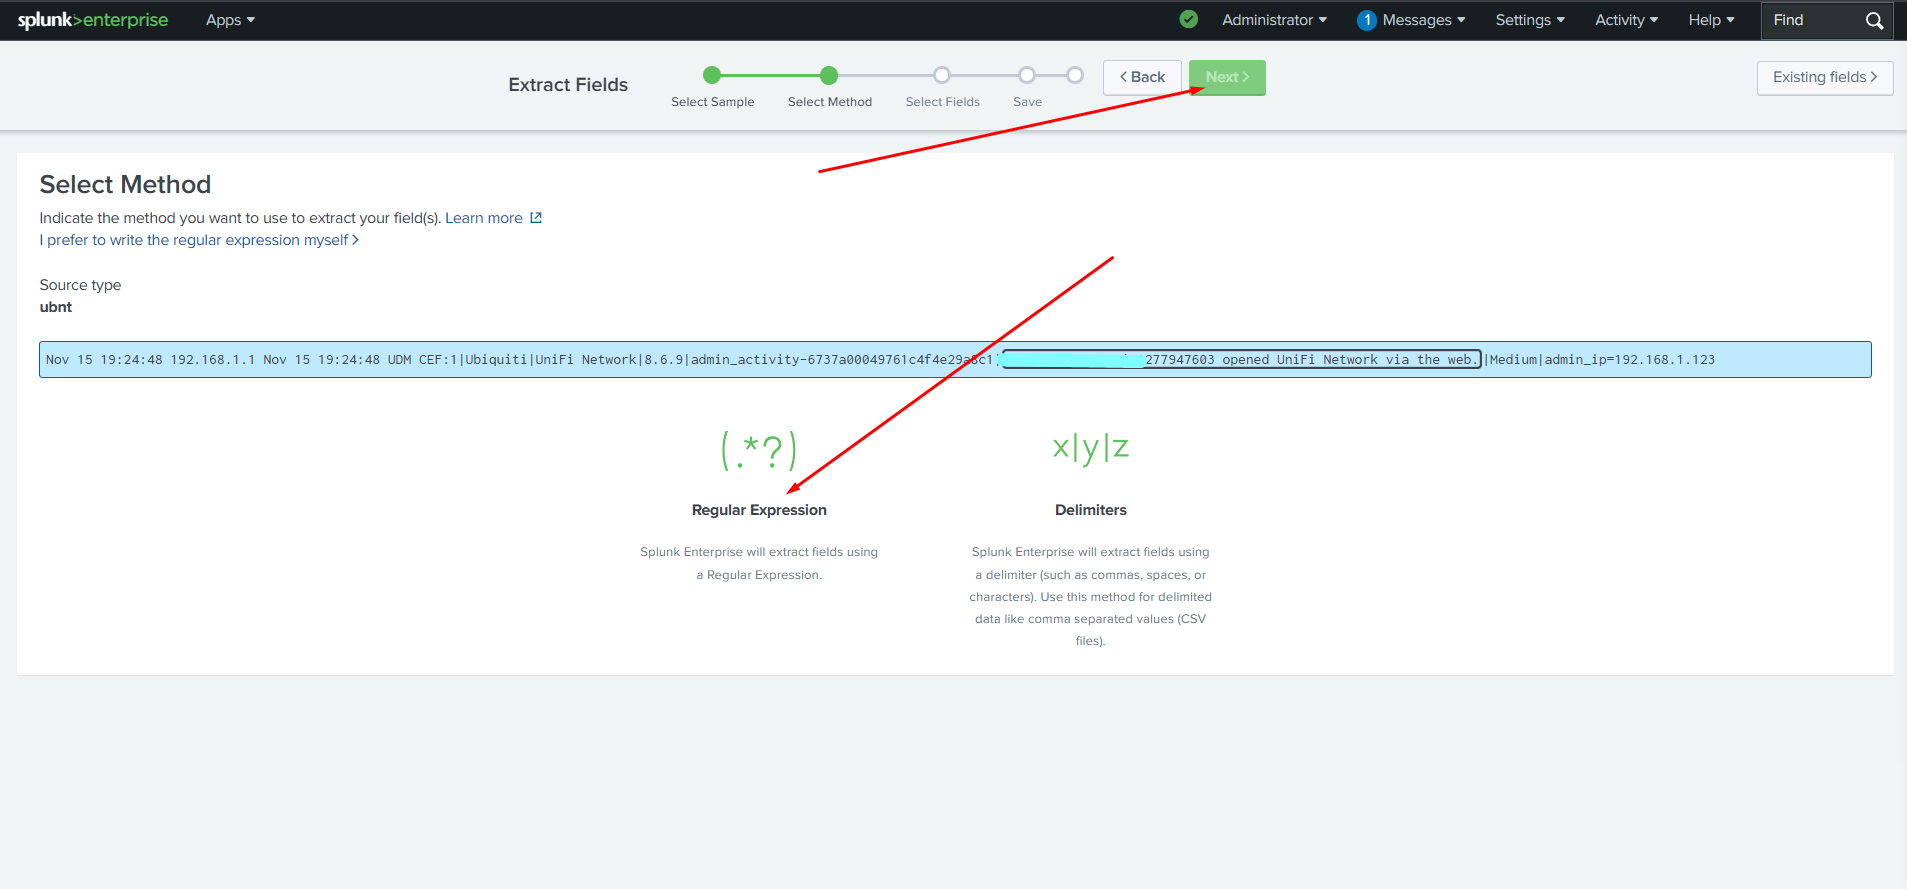 splunk>enterprise Apps Administrator 1 Messages Settings Activity Help Find
Extract Fields
Select Sample Select Method Select Fields Save
< Back Next > Existing fields >
Select Method
Indicate the method you want to use to extract your field(s). Learn more
I prefer to write the regular expression myself >
Source type
ubnt
Nov 15 19:24:48 192.168.1.1 Nov 15 19:24:48 UDM CEF:1|Ubiquiti|UniFi Network|8.6.9|admin_activity-6737a00049761c4f4e29a8c1| 277947603 opened UniFi Network via the web.|Medium|admin_ip=192.168.1.123
(.*?)
Regular Expression
Splunk Enterprise will extract fields using
a Regular Expression.
x|y|z
Delimiters
Splunk Enterprise will extract fields using
a delimiter (such as commas, spaces, or
characters). Use this method for delimited
data like comma separated values (CSV
files).